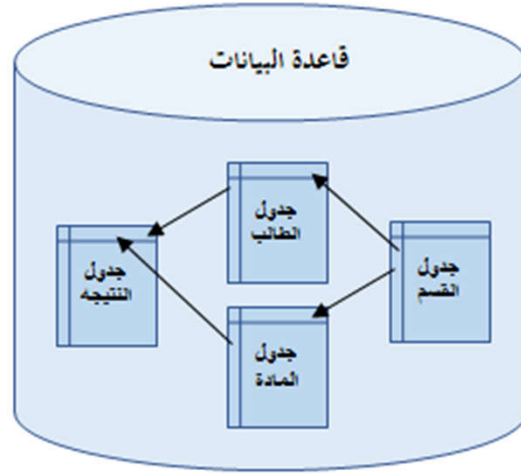 قاعدة البيانات
جدول
الطالب
جدول
القسم
جدول
النتيجه
جدول
المادة